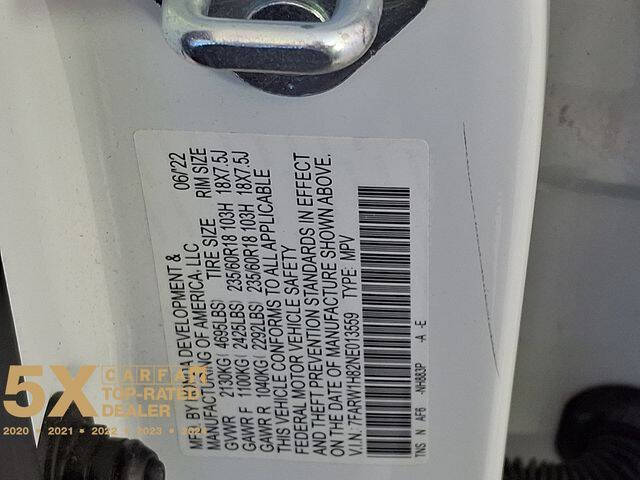 MFD. BY HONDA DEVELOPMENT &
MANUFACTURING OF AMERICA, LLC 06/'22
TIRE SIZE RIM SIZE
GVWR 2130KG( 4695LBS)
GAWR F 1100KG( 2425LBS) 235/60R18 103H 18X7.5J
GAWR R 1040KG( 2292LBS) 235/60R18 103H 18X7.5J
THIS VEHICLE CONFORMS TO ALL APPLICABLE
FEDERAL MOTOR VEHICLE SAFETY
AND THEFT PREVENTION STANDARDS IN EFFECT
ON THE DATE OF MANUFACTURE SHOWN ABOVE.
V.I.N. 7FARW1H82NE013559 TYPE: MPV
TNS N EF6 -NH883P -A -E
5X CARFAX
TOP-RATED
DEALER
2020 • 2021 • 2022 • 2023 •